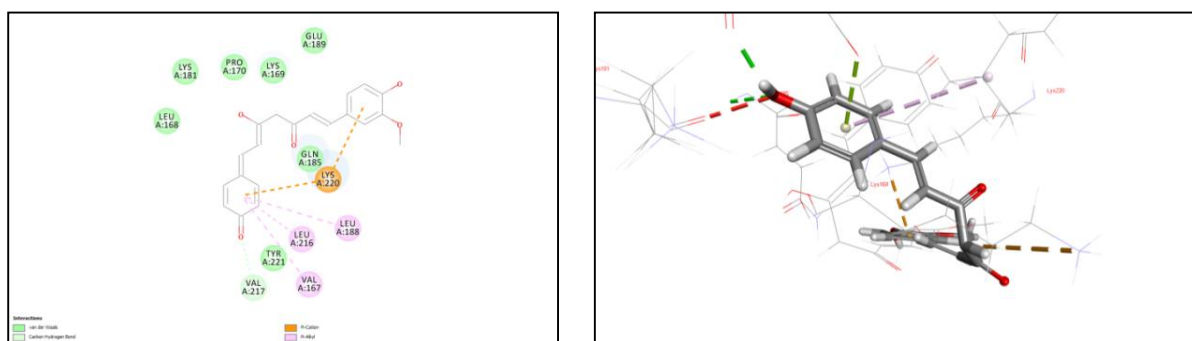 GLU
A:189
PRO
A:170
LYS
A:181
LYS
A:169
LEU
A:168
GLN
A:185
LYS
A:220
LEU
A:188
LEU
A:216
TYR
A:221
VAL
A:217
VAL
A:167
Interactions
van der Waals
Carbon Hydrogen Bond
Pi-Cation
Pi-Alkyl
Lys220